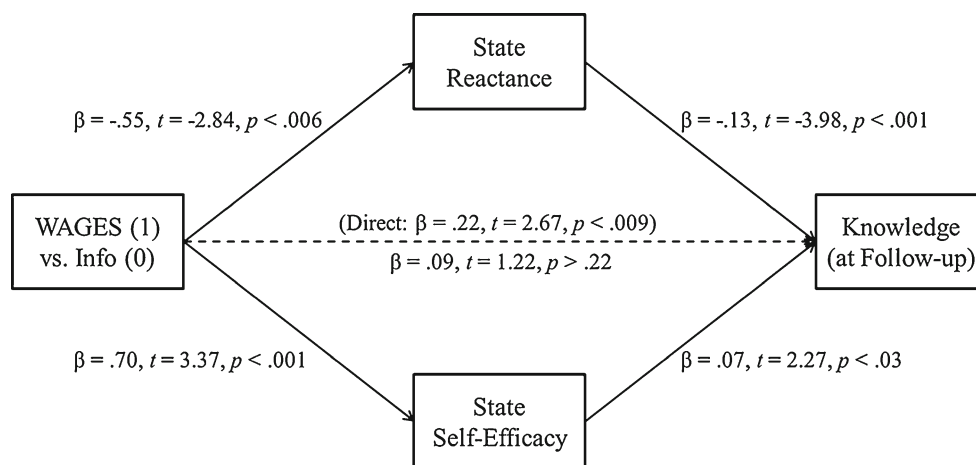 State
Reactance
β = -.55, t = -2.84, p < .006
β = -.13, t = -3.98, p < .001
WAGES (1)
vs. Info (0)
(Direct: β = .22, t = 2.67, p < .009)
β = .09, t = 1.22, p > .22
Knowledge
(at Follow-up)
β = .70, t = 3.37, p < .001
β = .07, t = 2.27, p < .03
State
Self-Efficacy